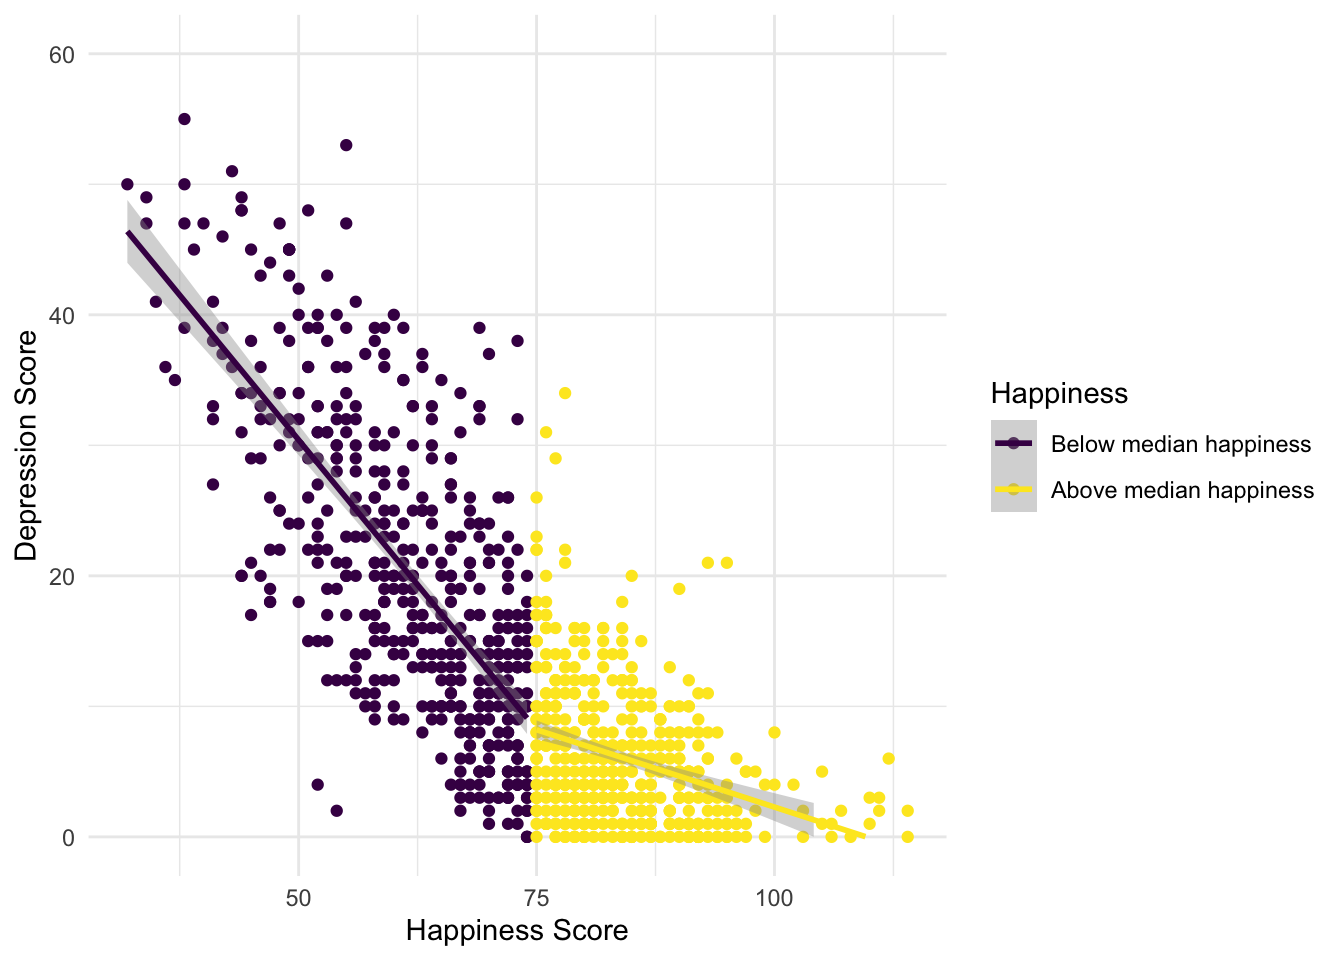 60
40
20
0
Depression Score
50
75
100
Happiness Score
Happiness
Below median happiness
Above median happiness